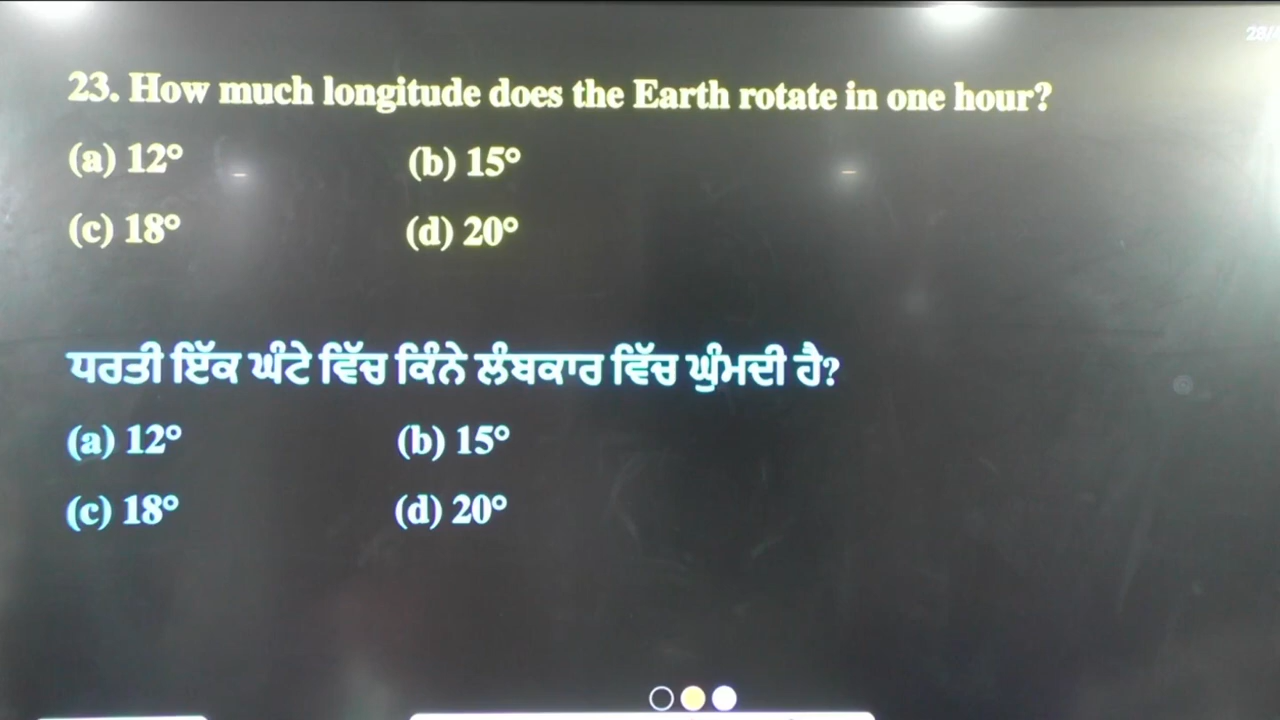 23. How much longitude does the Earth rotate in one hour?
(a) 12° (b) 15°
(c) 18° (d) 20°
ਧਰਤੀ ਇੱਕ ਘੰਟੇ ਵਿੱਚ ਕਿੰਨੇ ਲੰਬਕਾਰ ਵਿੱਚ ਘੁੰਮਦੀ ਹੈ?
(a) 12° (b) 15°
(c) 18° (d) 20°